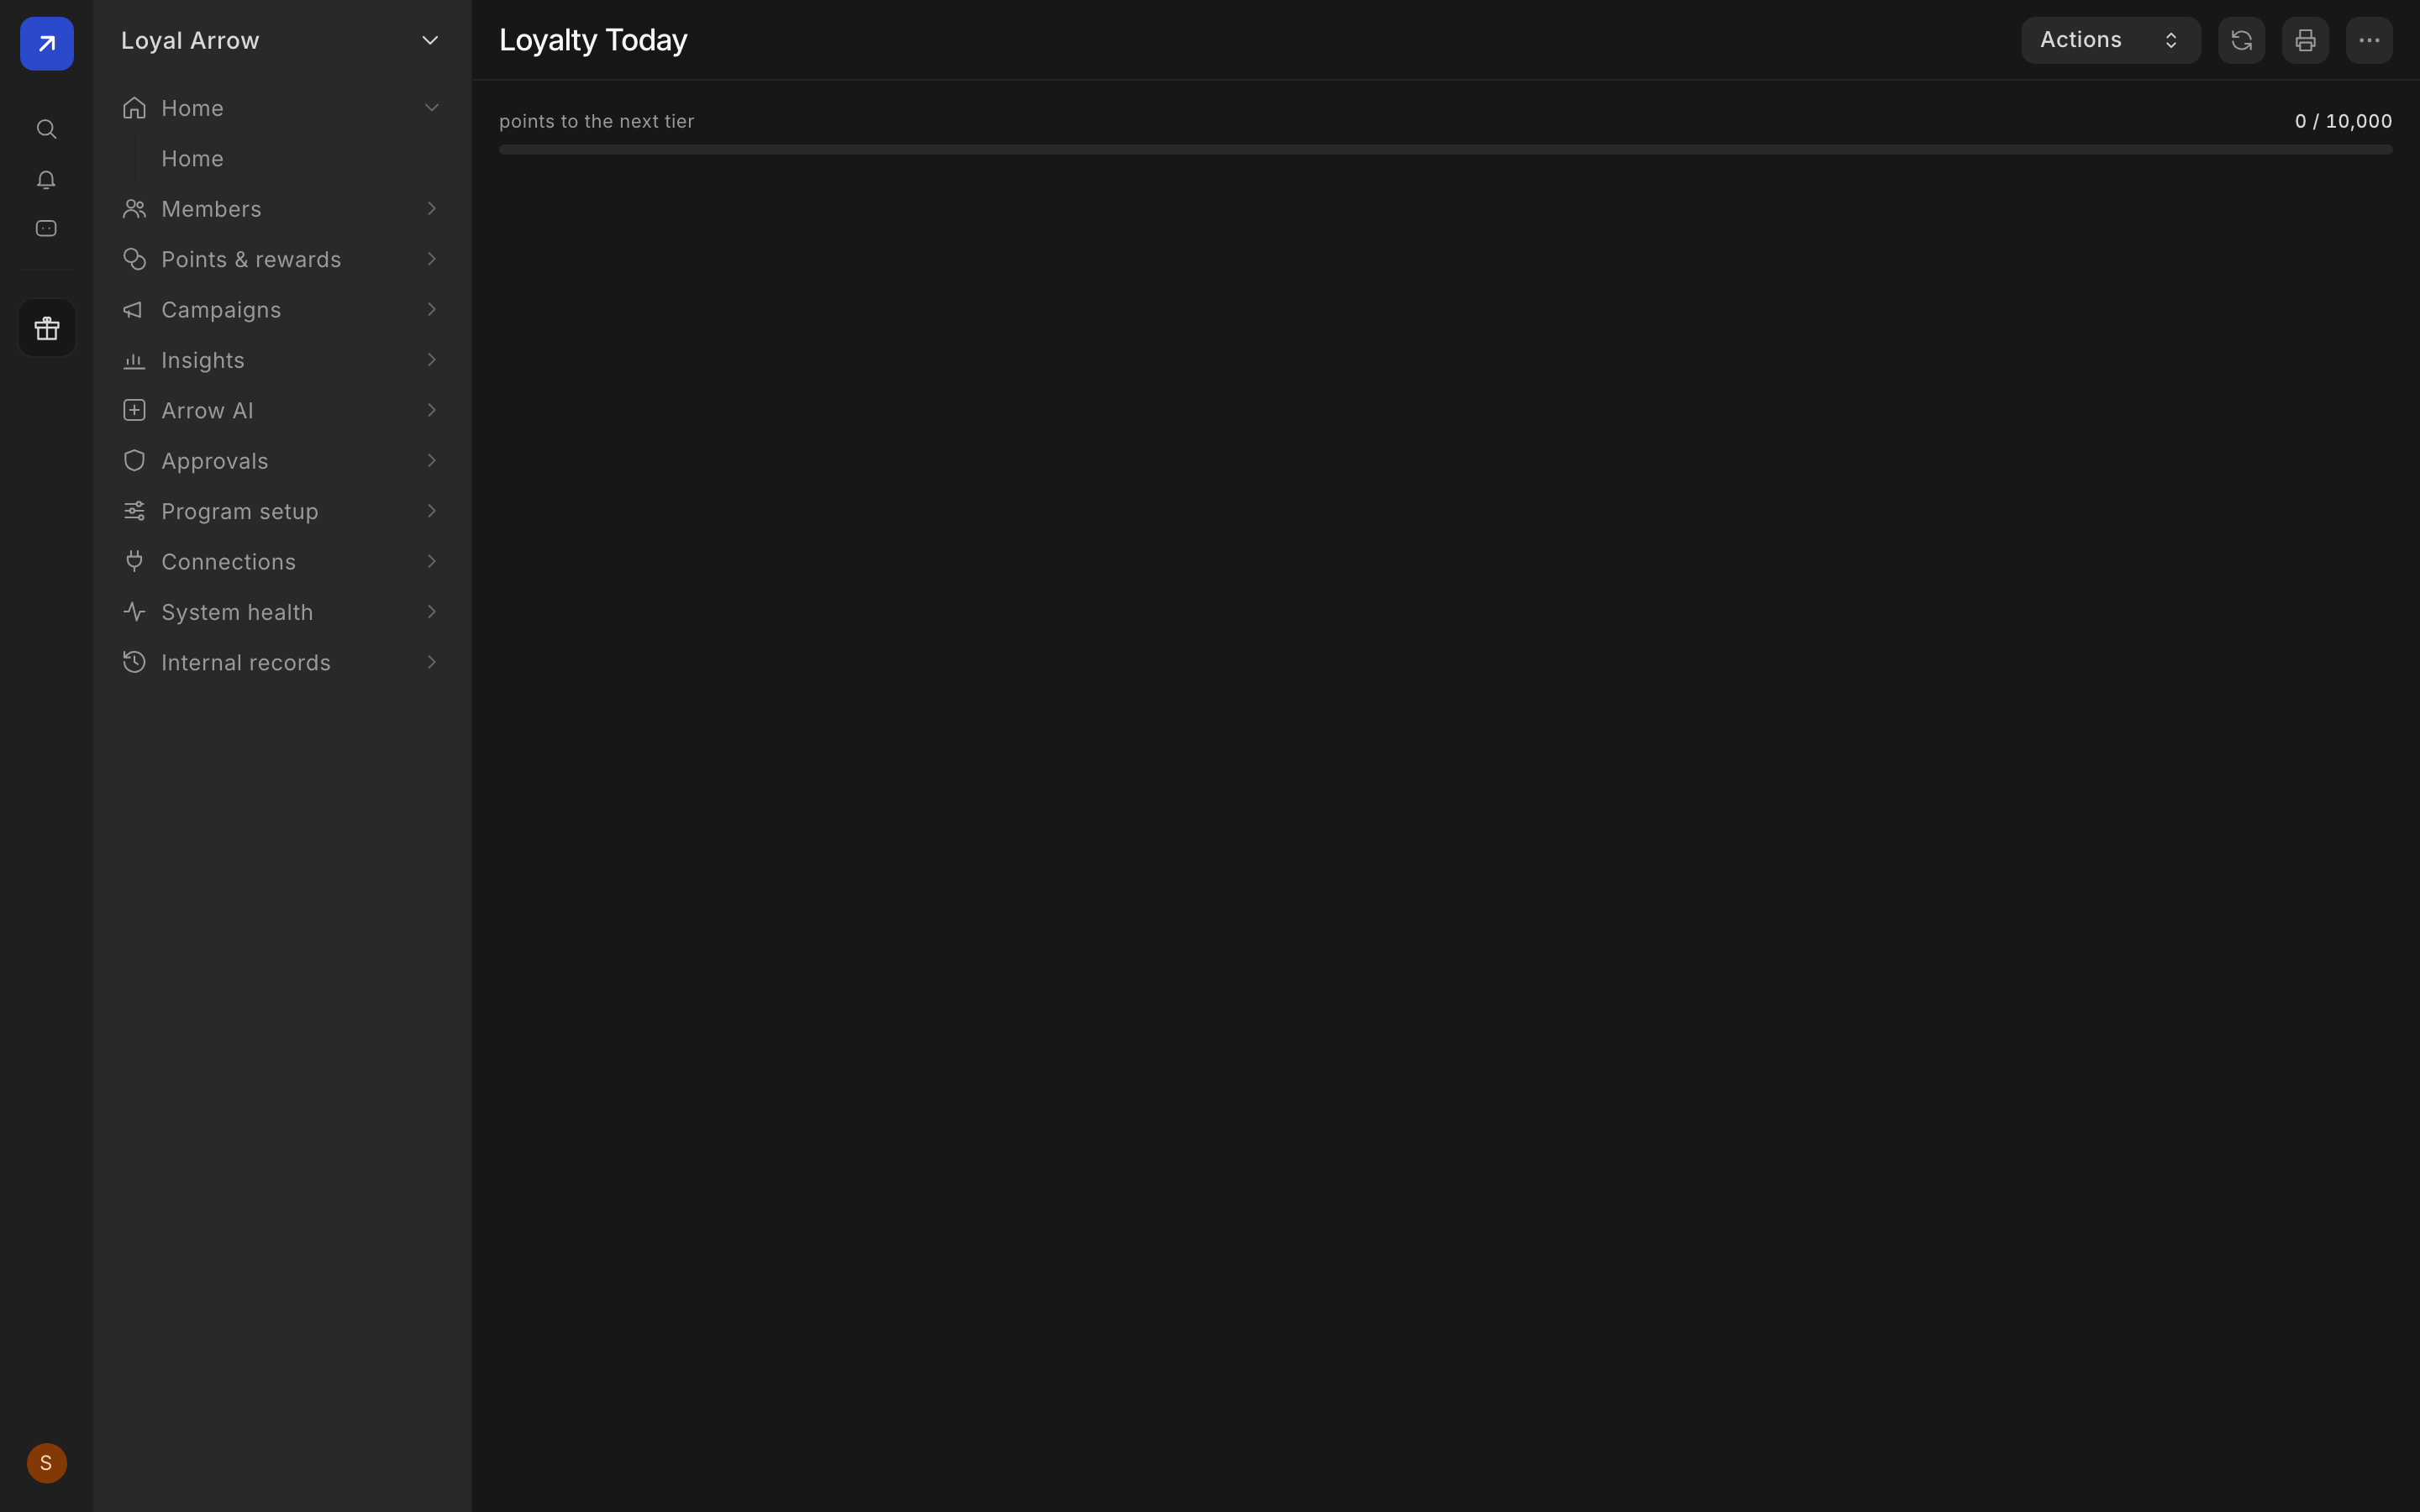 Loyal Arrow
Home
Home
Members
Points & rewards
Campaigns
Insights
Arrow AI
Approvals
Program setup
Connections
System health
Internal records
S
Loyalty Today
Actions
points to the next tier
0 / 10,000